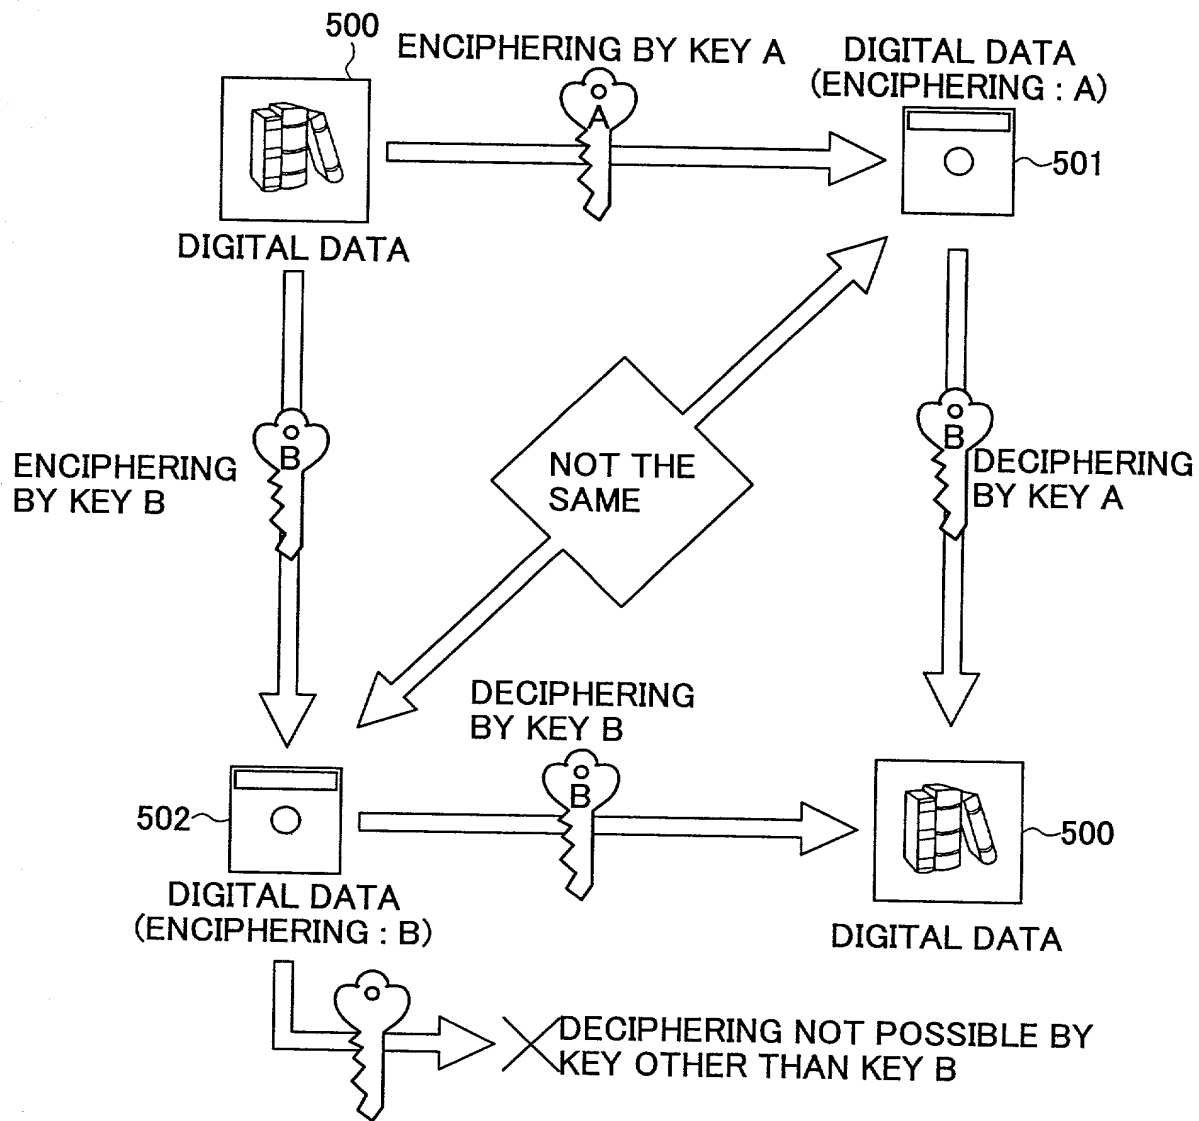 500
ENCIPHERING BY KEY A
DIGITAL DATA
(ENCIPHERING : A)
A
501
DIGITAL DATA
ENCIPHERING
BY KEY B
B
NOT THE
SAME
B
DECIPHERING
BY KEY A
DECIPHERING
BY KEY B
B
502
500
DIGITAL DATA
(ENCIPHERING : B)
DIGITAL DATA
DECIPHERING NOT POSSIBLE BY
KEY OTHER THAN KEY B